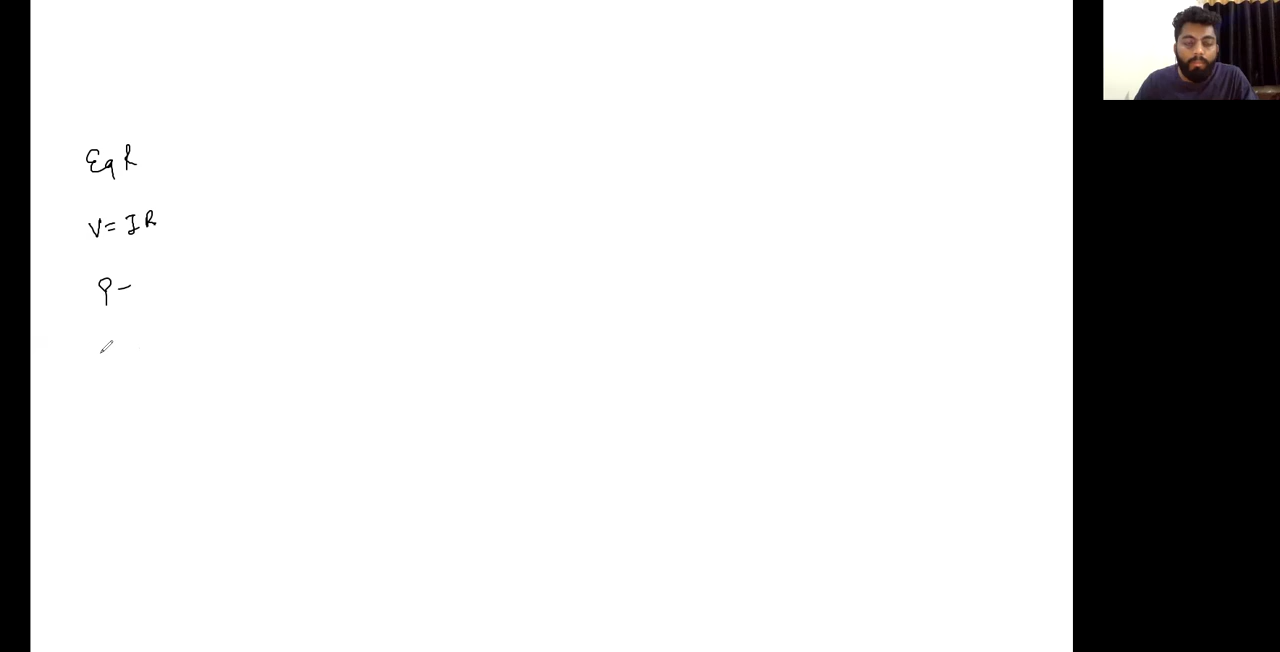 Eq R
V = IR
P -